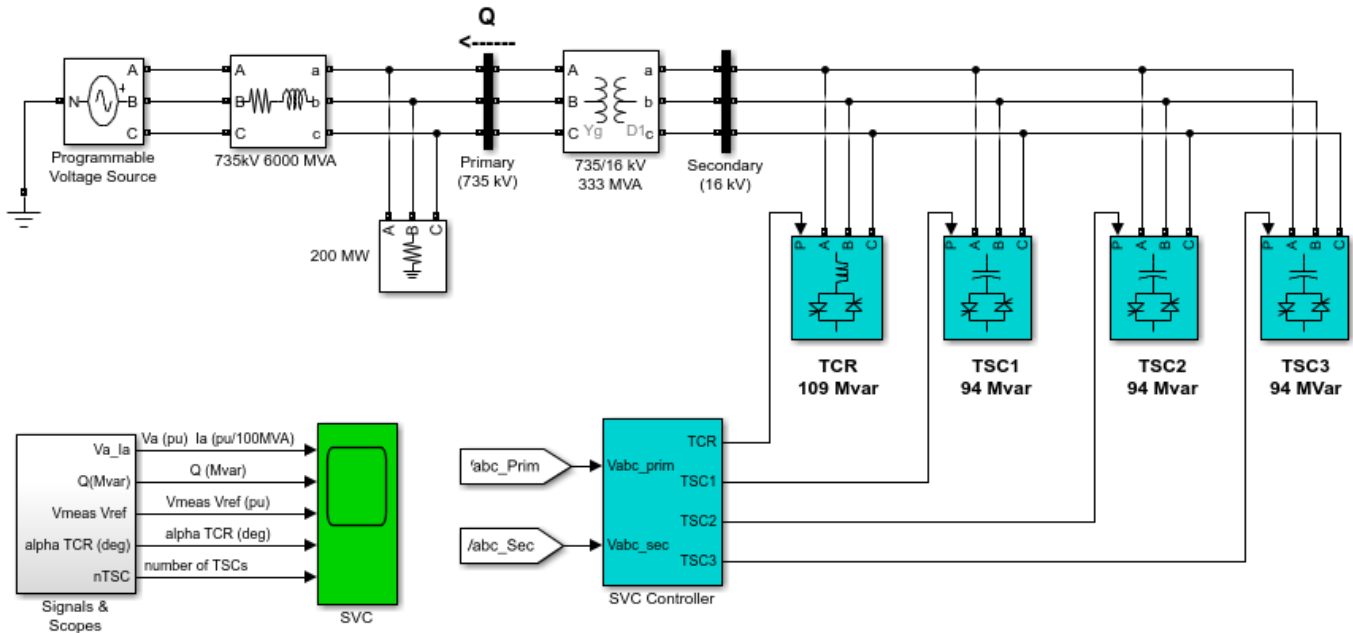 Q
<------
A
B
C
N
+
Programmable
Voltage Source
A
B
C
a
b
c
735kV 6000 MVA
A
B
C
200 MW
Primary
(735 kV)
A
B
C
a
b
c
Yg
D1
735/16 kV
333 MVA
Secondary
(16 kV)
P
A
B
C
TCR
109 Mvar
P
A
B
C
TSC1
94 Mvar
P
A
B
C
TSC2
94 Mvar
P
A
B
C
TSC3
94 MVar
Va_Ia
Q(Mvar)
Vmeas Vref
alpha TCR (deg)
nTSC
Signals &
Scopes
Va (pu) Ia (pu/100MVA)
Q (Mvar)
Vmeas Vref (pu)
alpha TCR (deg)
number of TSCs
SVC
abc_Prim
abc_Sec
Vabc_prim
Vabc_sec
TCR
TSC1
TSC2
TSC3
SVC Controller